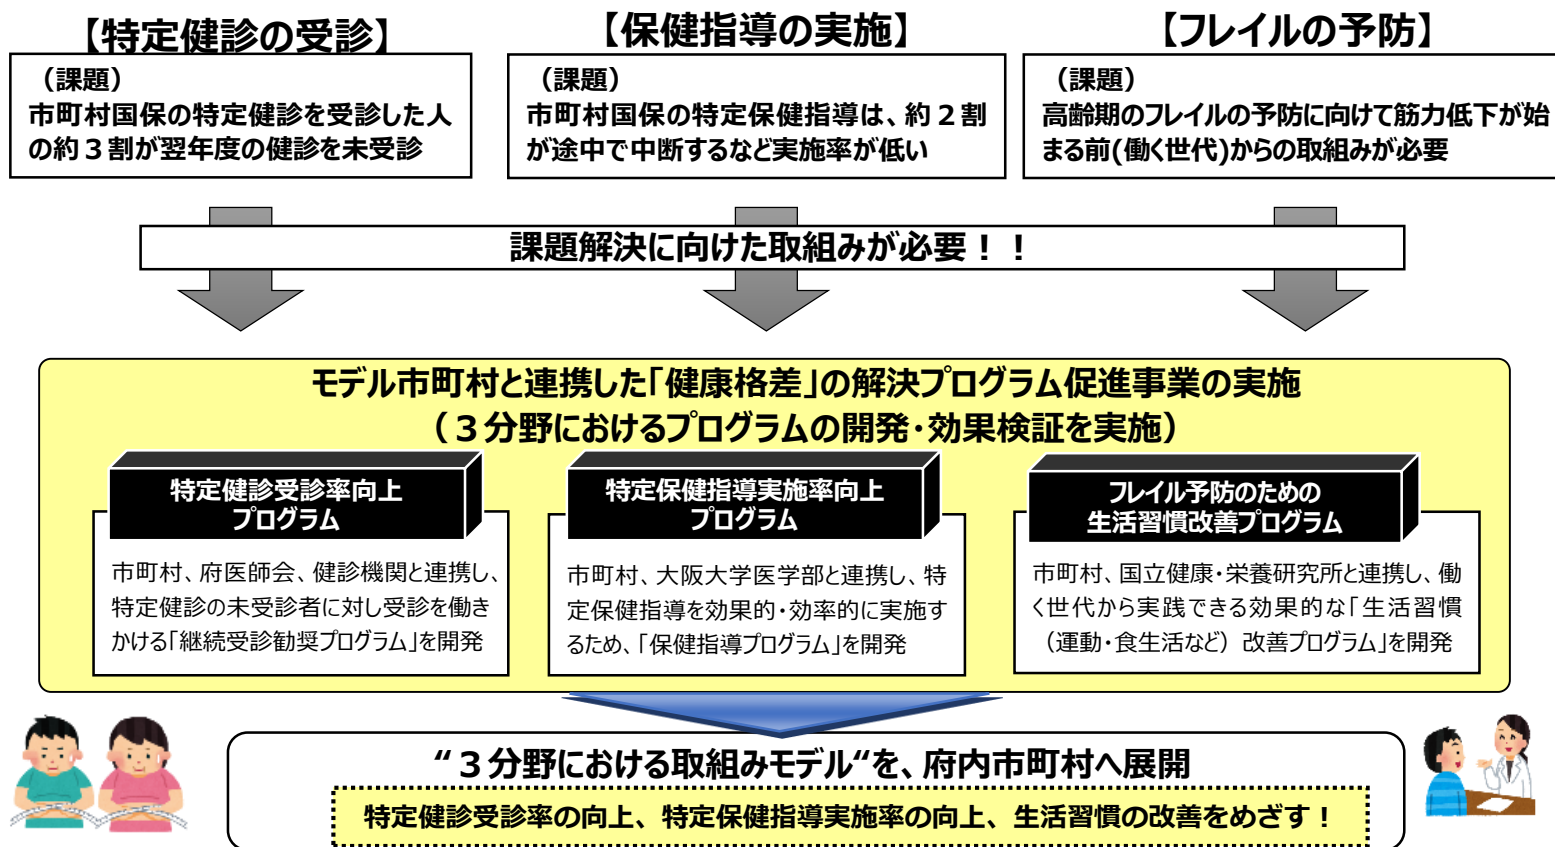 【特定健診の受診】
（課題）
市町村国保の特定健診を受診した人
の約３割が翌年度の健診を未受診
【保健指導の実施】
（課題）
市町村国保の特定保健指導は、約２割
が途中で中断するなど実施率が低い
【フレイルの予防】
（課題）
高齢期のフレイルの予防に向けて筋力低下が始
まる前(働く世代)からの取組みが必要
課題解決に向けた取組みが必要！！
モデル市町村と連携した「健康格差」の解決プログラム促進事業の実施
（３分野におけるプログラムの開発・効果検証を実施）
特定健診受診率向上
プログラム
市町村、府医師会、健診機関と連携し、
特定健診の未受診者に対し受診を働き
かける「継続受診勧奨プログラム」を開発
特定保健指導実施率向上
プログラム
市町村、大阪大学医学部と連携し、特
定保健指導を効果的・効率的に実施す
るため、「保健指導プログラム」を開発
フレイル予防のための
生活習慣改善プログラム
市町村、国立健康・栄養研究所と連携し、働
く世代から実践できる効果的な「生活習慣
（運動・食生活など） 改善プログラム」を開発
“３分野における取組みモデル“を、府内市町村へ展開
特定健診受診率の向上、特定保健指導実施率の向上、生活習慣の改善をめざす！